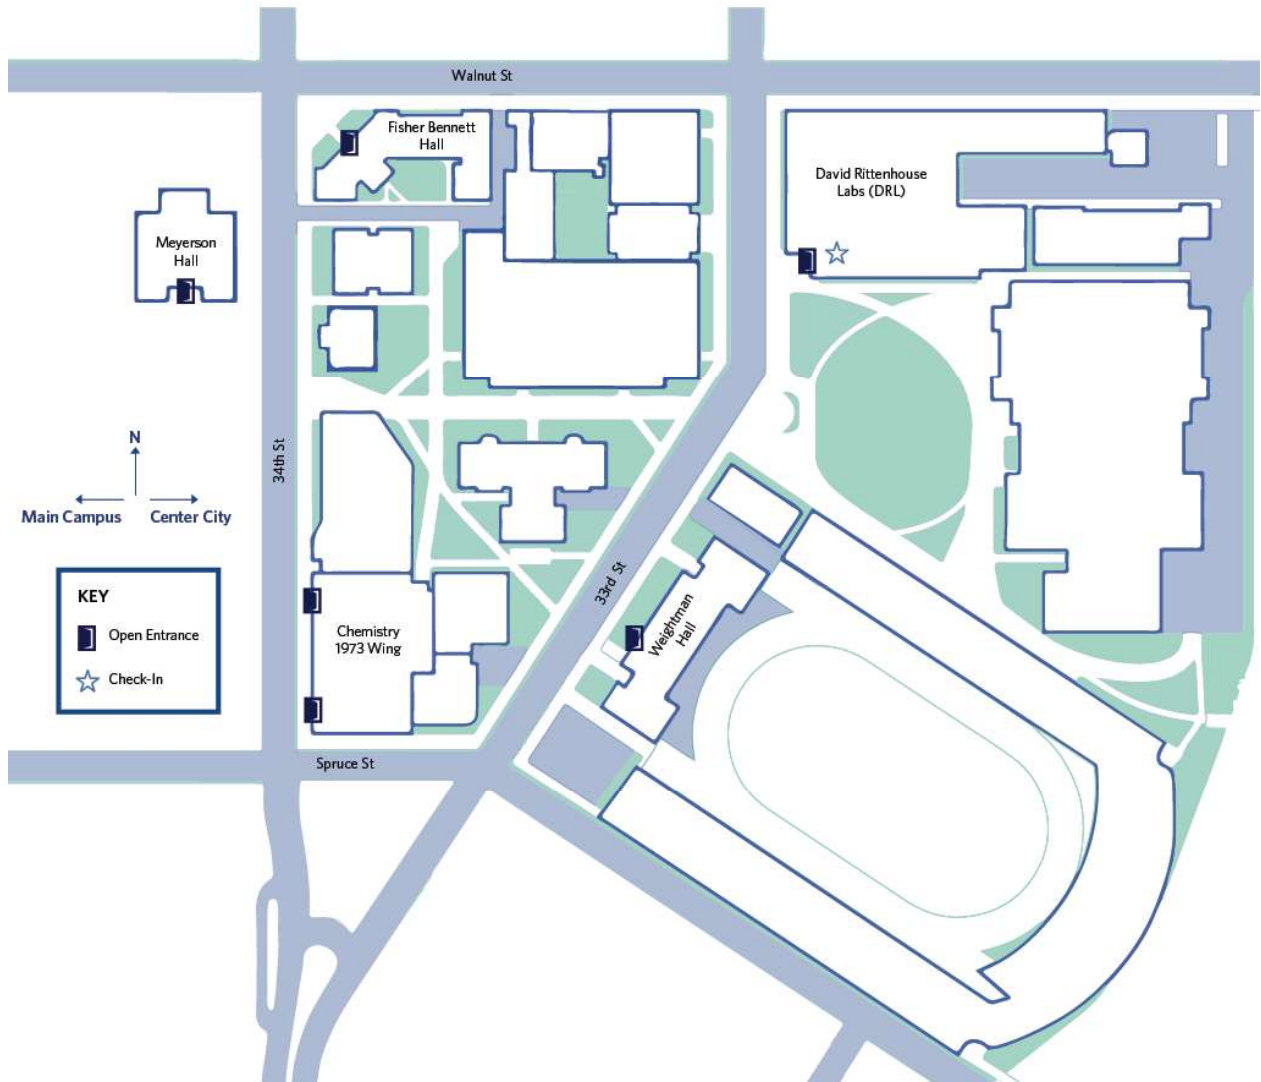 Walnut St
Fisher Bennett
Hall
David Rittenhouse
Labs (DRL)
Meyerson
Hall
N
34th St
Main Campus
Center City
33rd St
KEY
Open Entrance
Check-In
Chemistry
1973 Wing
Weightman
Hall
Spruce St